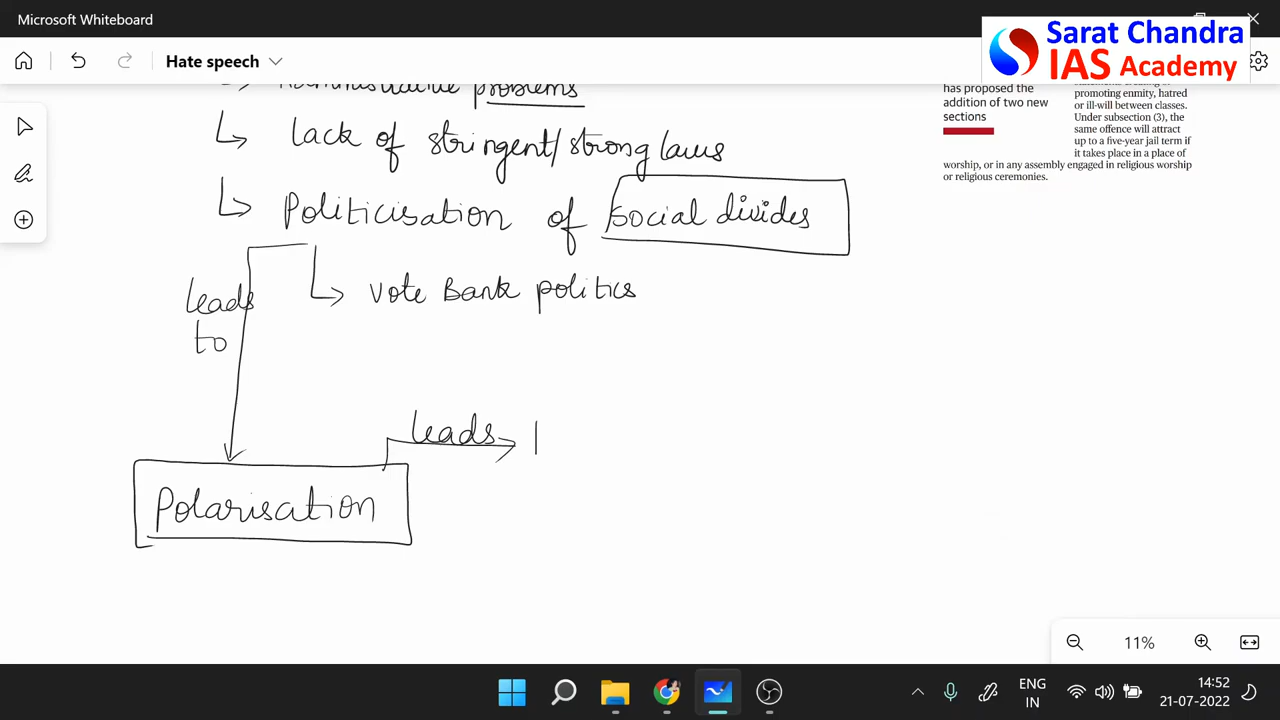 Microsoft Whiteboard
Hate speech
Sarat Chandra
IAS Academy
Administrative problems
Lack of stringent/strong laws
Politicisation of social divides
Vote Bank politics
leads
to
leads
Polarisation
has proposed the
addition of two new
sections
promoting enmity, hatred
or ill-will between classes.
Under subsection (3), the
same offence will attract
up to a five-year jail term if
it takes place in a place of
worship, or in any assembly engaged in religious worship
or religious ceremonies.
11%
ENG
IN
14:52
21-07-2022